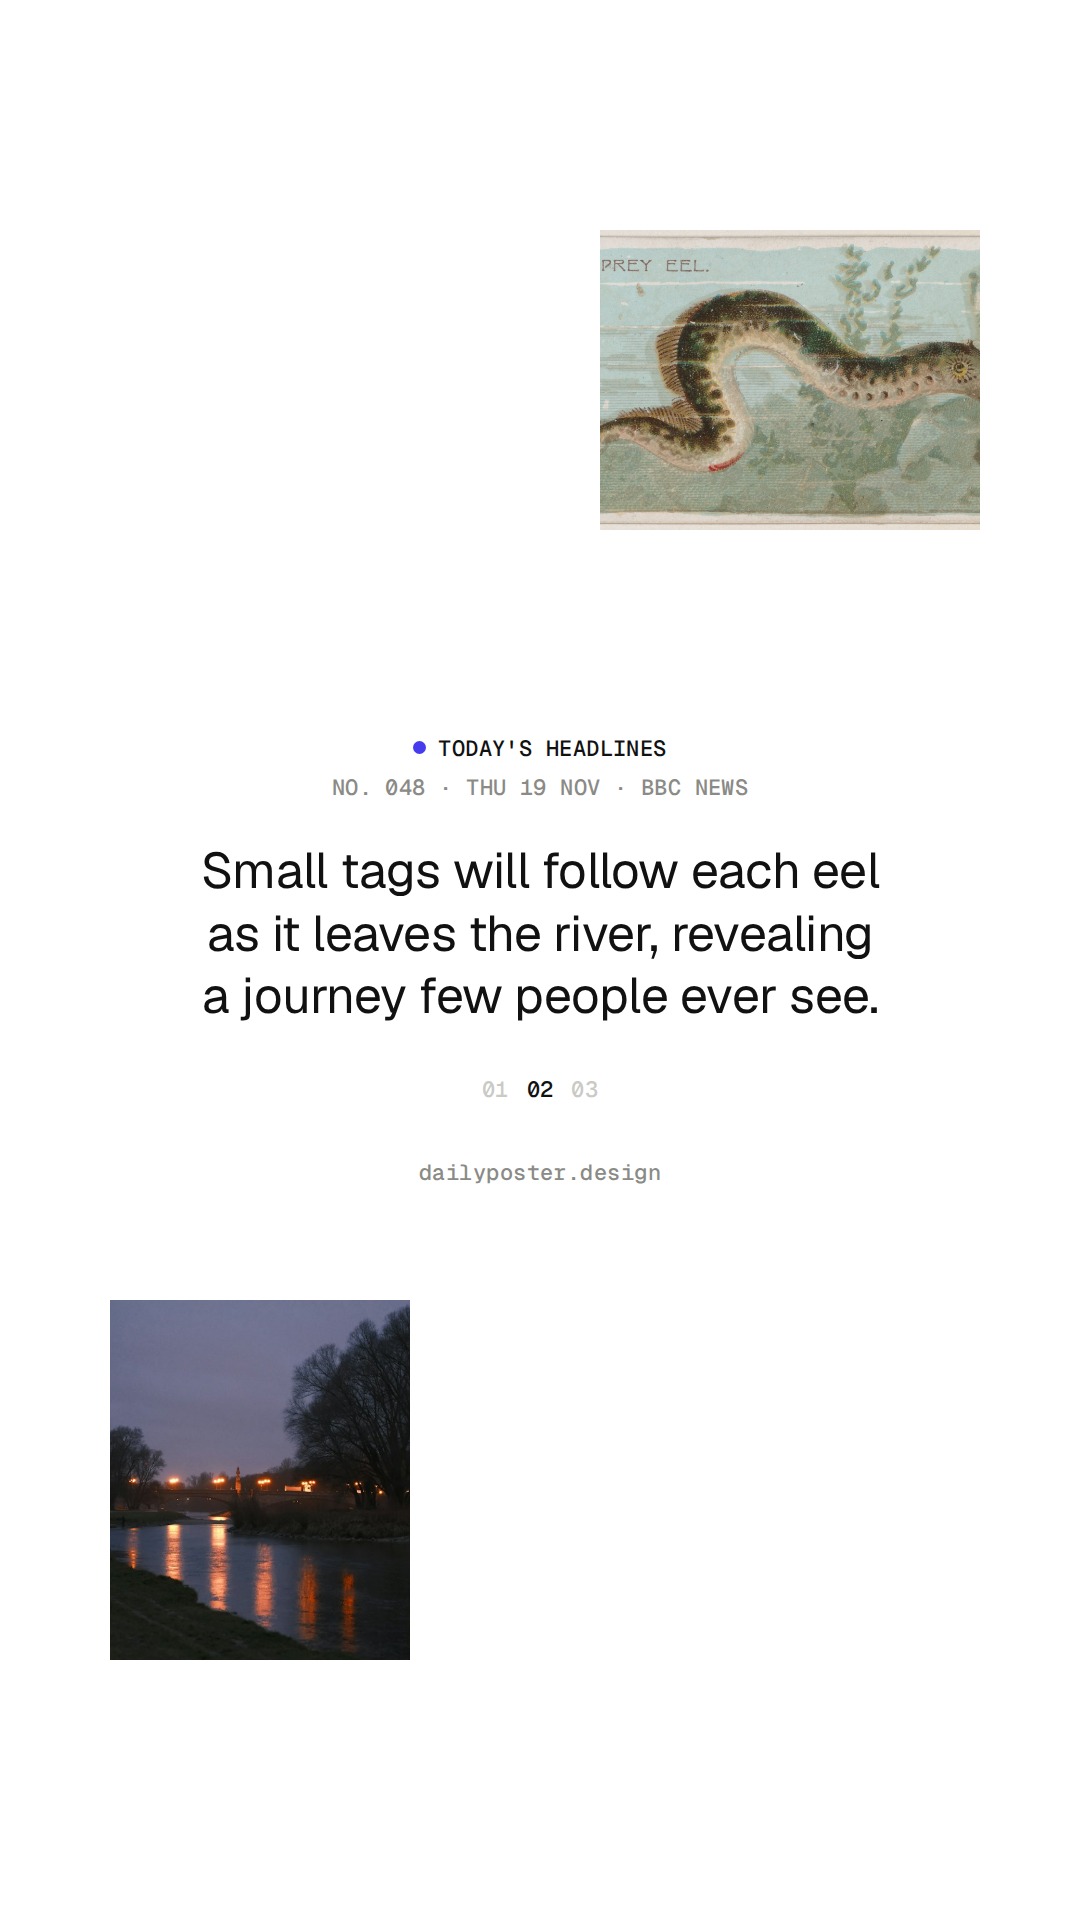 PREY EEL.
TODAY'S HEADLINES
NO. 048 · THU 19 NOV · BBC NEWS
Small tags will follow each eel
as it leaves the river, revealing
a journey few people ever see.
01 02 03
dailyposter.design